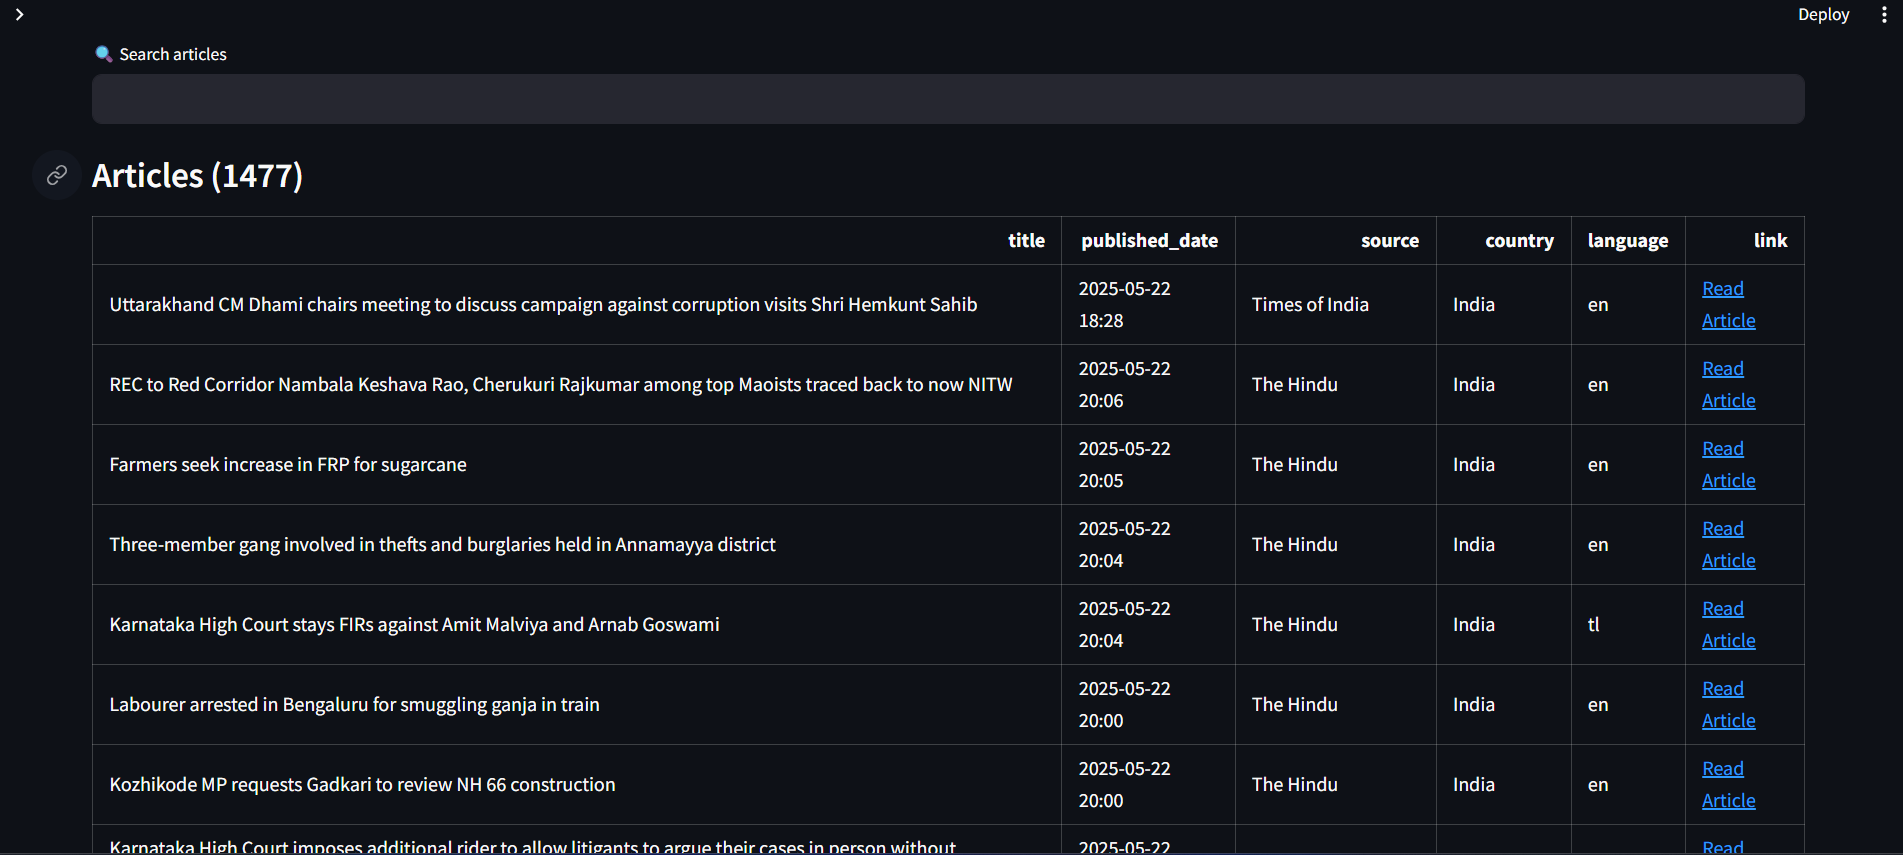 Deploy
Search articles
Articles (1477)
title published_date source country language link
Uttarakhand CM Dhami chairs meeting to discuss campaign against corruption visits Shri Hemkunt Sahib 2025-05-22 18:28 Times of India India en Read Article
REC to Red Corridor Nambala Keshava Rao, Cherukuri Rajkumar among top Maoists traced back to now NITW 2025-05-22 20:06 The Hindu India en Read Article
Farmers seek increase in FRP for sugarcane 2025-05-22 20:05 The Hindu India en Read Article
Three-member gang involved in thefts and burglaries held in Annamayya district 2025-05-22 20:04 The Hindu India en Read Article
Karnataka High Court stays FIRs against Amit Malviya and Arnab Goswami 2025-05-22 20:04 The Hindu India tl Read Article
Labourer arrested in Bengaluru for smuggling ganja in train 2025-05-22 20:00 The Hindu India en Read Article
Kozhikode MP requests Gadkari to review NH 66 construction 2025-05-22 20:00 The Hindu India en Read Article
Karnataka High Court imposes additional rider to allow litigants to argue their cases in person without 2025-05-22 Read